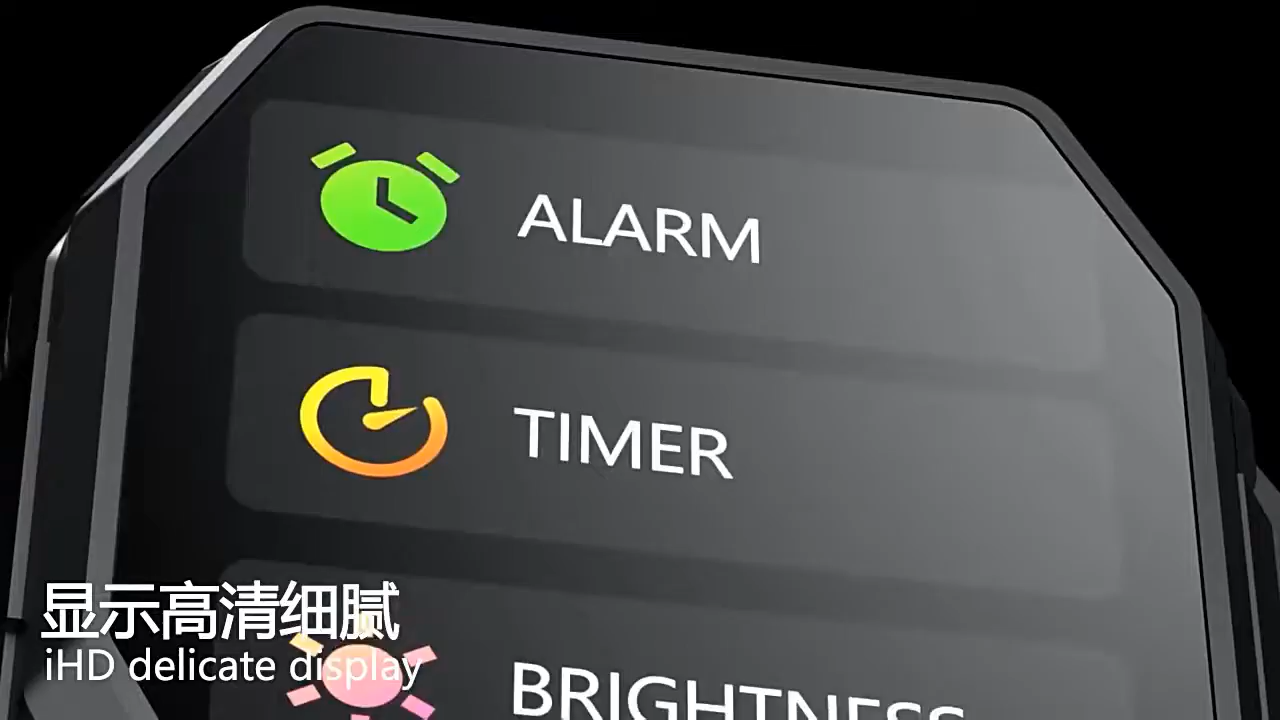 ALARM
TIMER
BRIGHTNESS
显示高清细腻
iHD delicate display